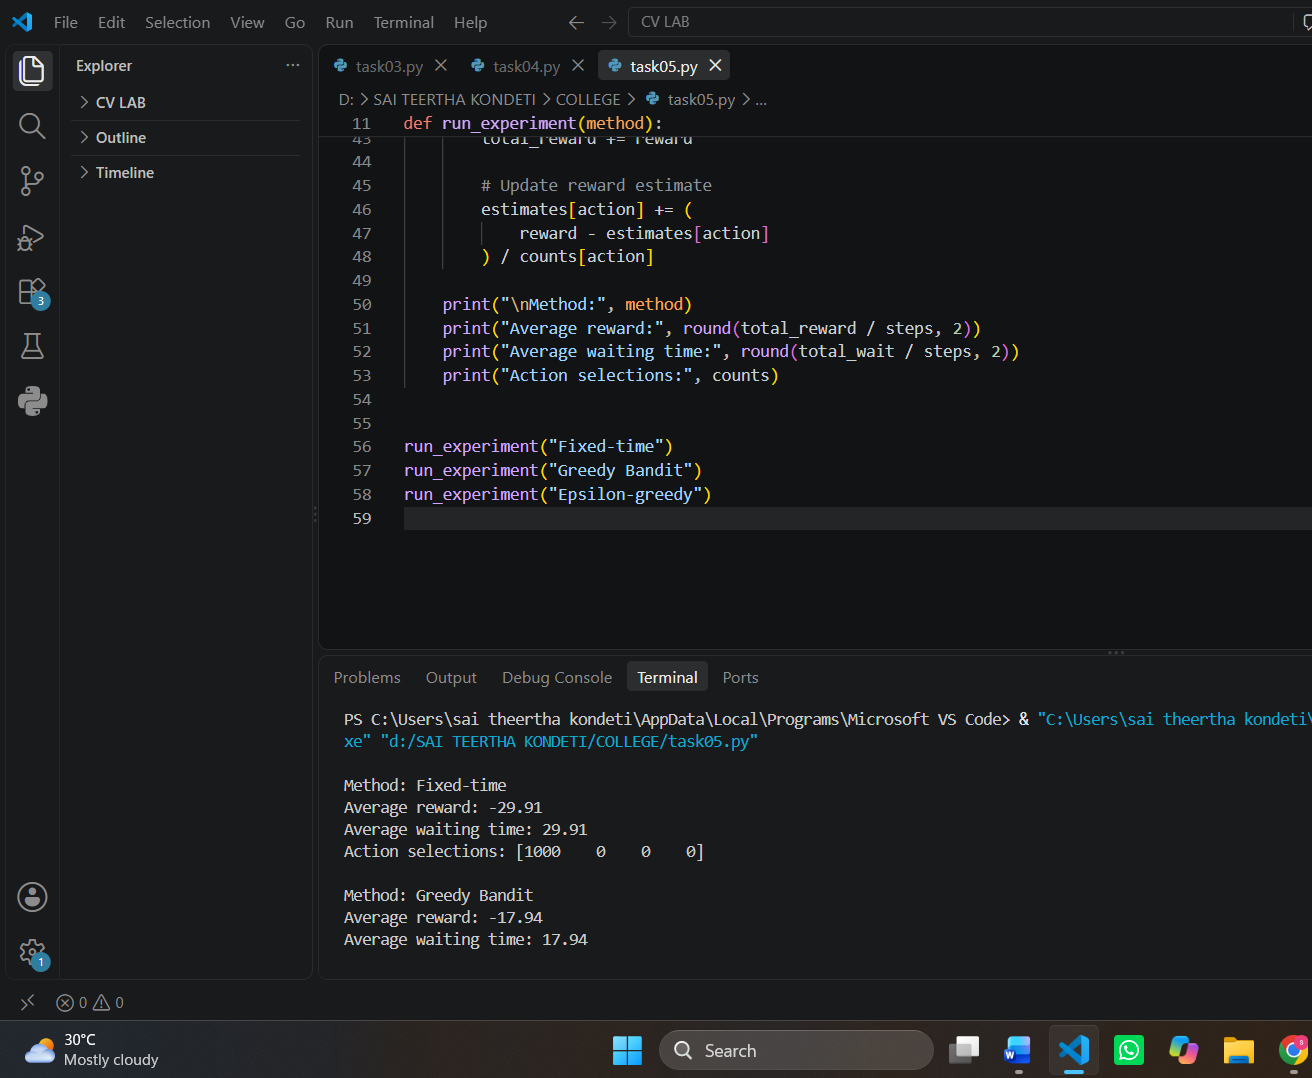 File Edit Selection View Go Run Terminal Help
CV LAB
Explorer
CV LAB
Outline
Timeline
task03.py
task04.py
task05.py
D: > SAI TEERTHA KONDETI > COLLEGE > task05.py > ...
11 def run_experiment(method):
43 total_reward += reward
44
45 # Update reward estimate
46 estimates[action] += (
47 reward - estimates[action]
48 ) / counts[action]
49
50 print("\nMethod:", method)
51 print("Average reward:", round(total_reward / steps, 2))
52 print("Average waiting time:", round(total_wait / steps, 2))
53 print("Action selections:", counts)
54
55
56 run_experiment("Fixed-time")
57 run_experiment("Greedy Bandit")
58 run_experiment("Epsilon-greedy")
59
Problems Output Debug Console Terminal Ports
PS C:\Users\sai theertha kondeti\AppData\Local\Programs\Microsoft VS Code> & "C:\Users\sai theertha kondeti\
xe" "d:/SAI TEERTHA KONDETI/COLLEGE/task05.py"
Method: Fixed-time
Average reward: -29.91
Average waiting time: 29.91
Action selections: [1000 0 0 0]
Method: Greedy Bandit
Average reward: -17.94
Average waiting time: 17.94
3
1
0 0
30°C
Mostly cloudy
Search
W
8